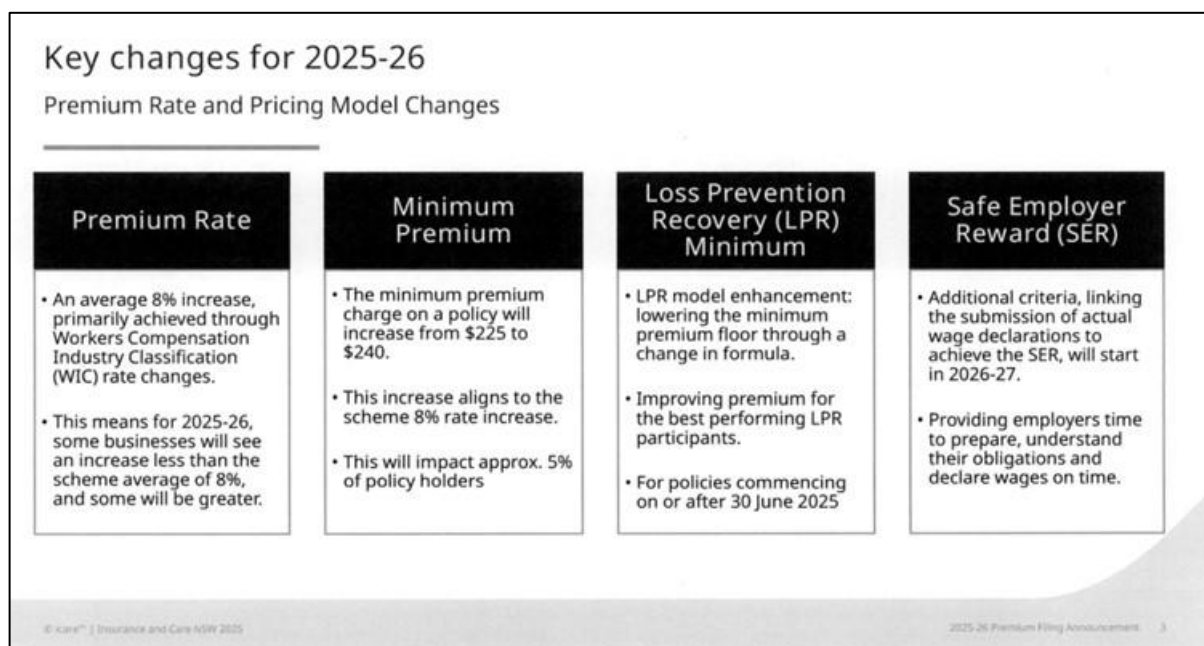 Key changes for 2025-26
Premium Rate and Pricing Model Changes
Premium Rate
• An average 8% increase,
primarily achieved through
Workers Compensation
Industry Classification
(WIC) rate changes.
• This means for 2025-26,
some businesses will see
an increase less than the
scheme average of 8%,
and some will be greater.
Minimum
Premium
• The minimum premium
charge on a policy will
increase from $225 to
$240.
• This increase aligns to the
scheme 8% rate increase.
• This will impact approx. 5%
of policy holders
Loss Prevention
Recovery (LPR)
Minimum
• LPR model enhancement:
lowering the minimum
premium floor through a
change in formula.
• Improving premium for
the best performing LPR
participants.
• For policies commencing
on or after 30 June 2025
Safe Employer
Reward (SER)
• Additional criteria, linking
the submission of actual
wage declarations to
achieve the SER, will start
in 2026-27.
• Providing employers time
to prepare, understand
their obligations and
declare wages on time.
© icare™ | Insurance and Care NSW 2025
2025-26 Premium Filing Announcement 3